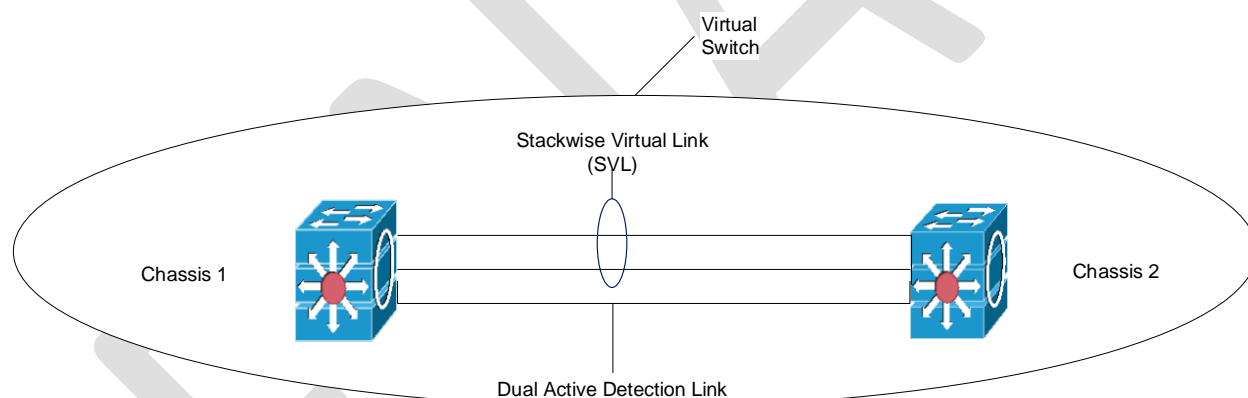 Virtual
Switch
Stackwise Virtual Link
(SVL)
Chassis 1
Chassis 2
Dual Active Detection Link